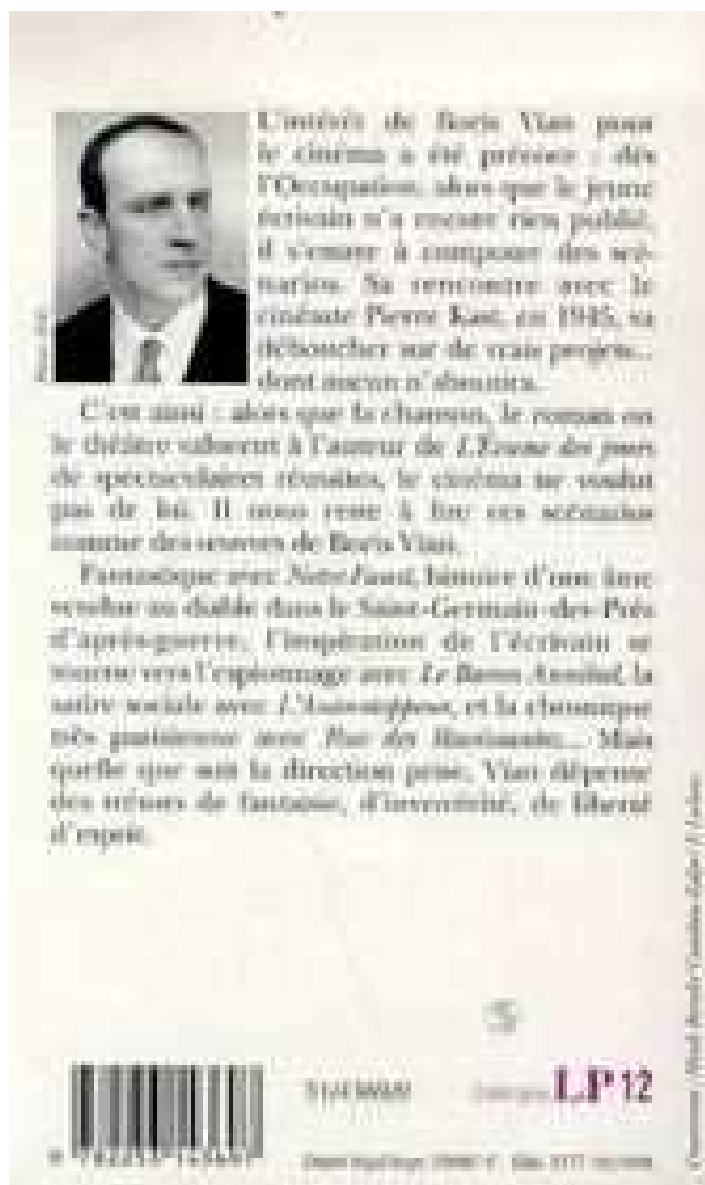 L'intérêt de Boris Vian pour
le cinéma a été précoce : dès
l'Occupation, alors que le jeune
écrivain n'a encore rien publié,
il s'essaye à composer des scé-
narios. Sa rencontre avec le
cinéaste Pierre Kast, en 1945, va
déboucher sur de vrais projets...
dont aucun n'aboutira.
C'est ainsi : alors que la chanson, le roman ou
le théâtre valurent à l'auteur de L'Écume des jours
de spectaculaires réussites, le cinéma ne voulut
pas de lui. Il nous reste à lire ces scénarios
comme des œuvres de Boris Vian.
Fantastique avec Notre Faust, histoire d'une âme
vendue au diable dans le Saint-Germain-des-Prés
d'après-guerre, l'inspiration de l'écrivain se
tourne vers l'espionnage avec Le Baron Annibal, la
satire sociale avec L'Auto-stoppeur, et la chronique
très parisienne avec Rue des Ravissantes... Mais
quelle que soit la direction prise, Vian dépense
des trésors de fantaisie, d'inventivité, de liberté
d'esprit.
LP 12